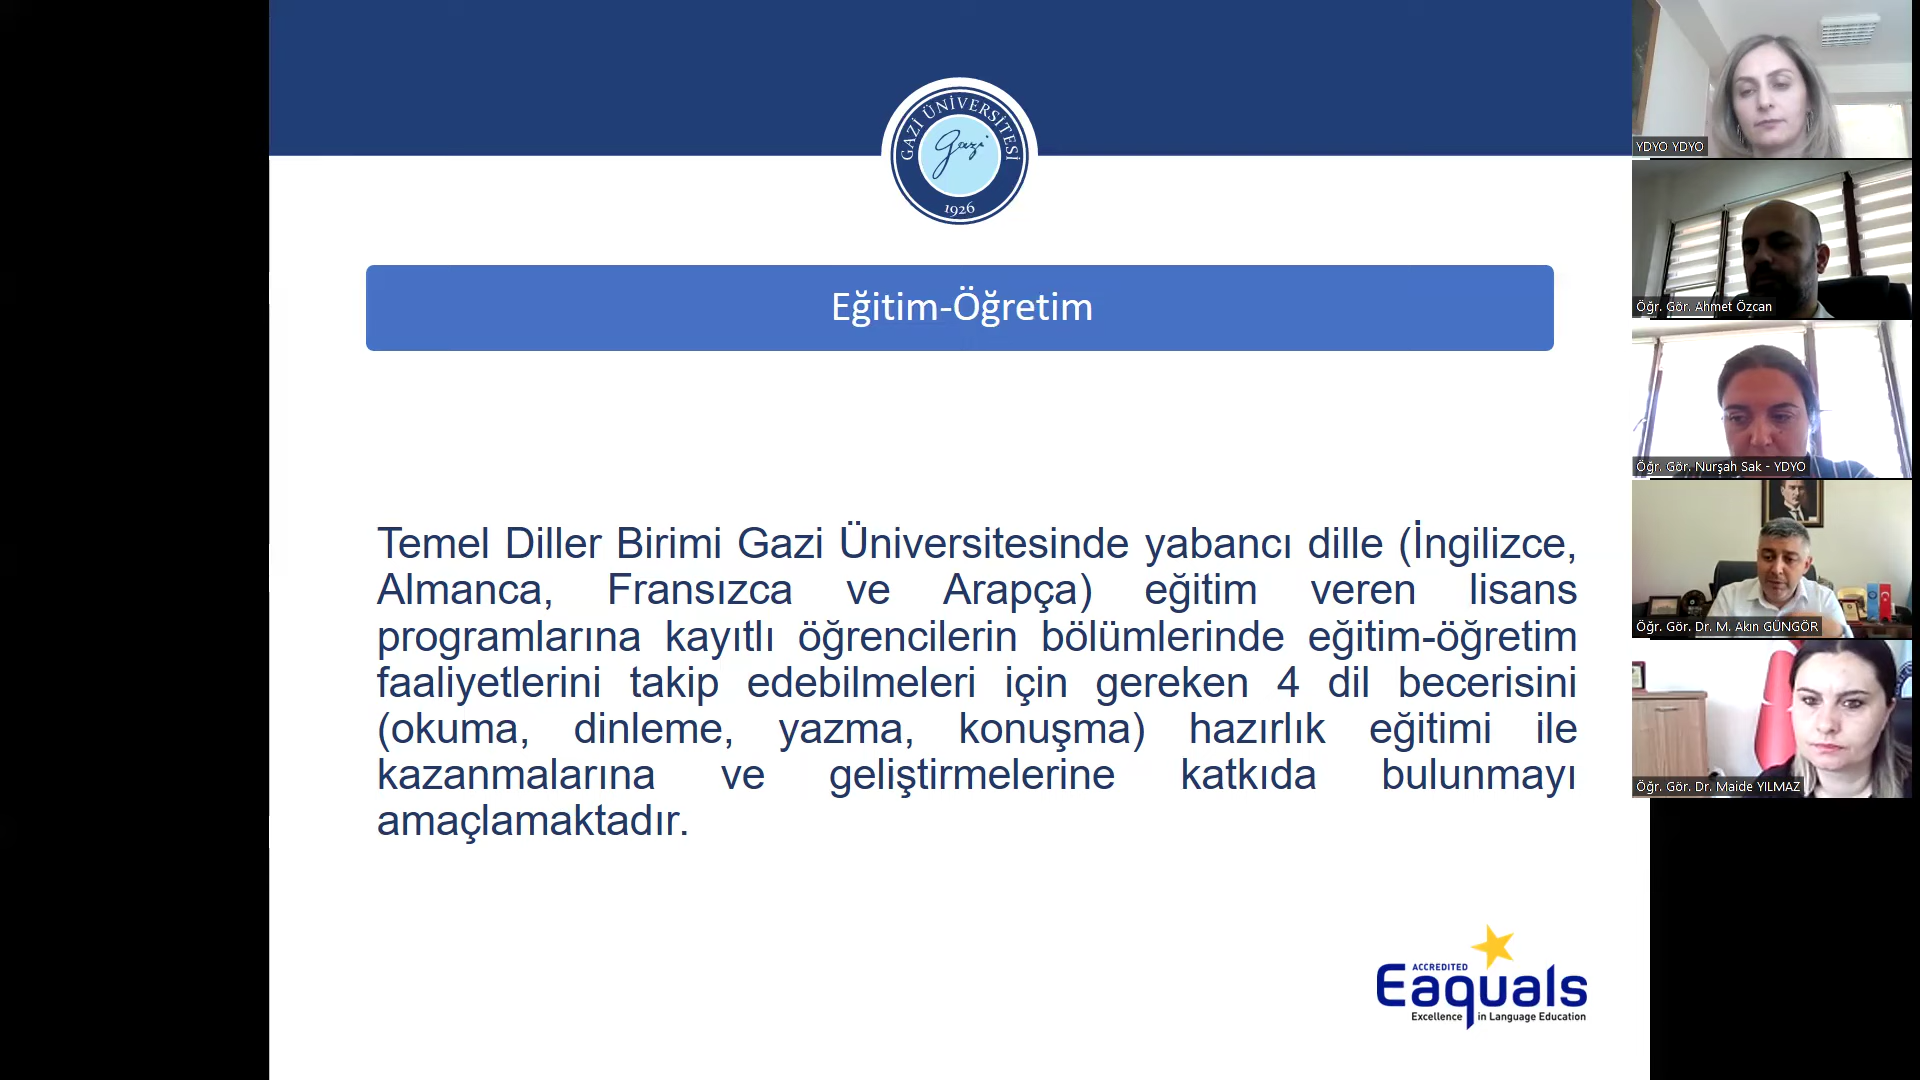 GAZİ ÜNİVERSİTESİ
Gazi
1926
Eğitim-Öğretim
Temel Diller Birimi Gazi Üniversitesinde yabancı dille (İngilizce,
Almanca, Fransızca ve Arapça) eğitim veren lisans
programlarına kayıtlı öğrencilerin bölümlerinde eğitim-öğretim
faaliyetlerini takip edebilmeleri için gereken 4 dil becerisini
(okuma, dinleme, yazma, konuşma) hazırlık eğitimi ile
kazanmalarına ve geliştirmelerine katkıda bulunmayı
amaçlamaktadır.
ACCREDITED
Eaquals
Excellence in Language Education
YDYO YDYO
Öğr. Gör. Ahmet Özcan
Öğr. Gör. Nurşah Sak - YDYO
Öğr. Gör. Dr. M. Akın GÜNGÖR
Öğr. Gör. Dr. Maide YILMAZ